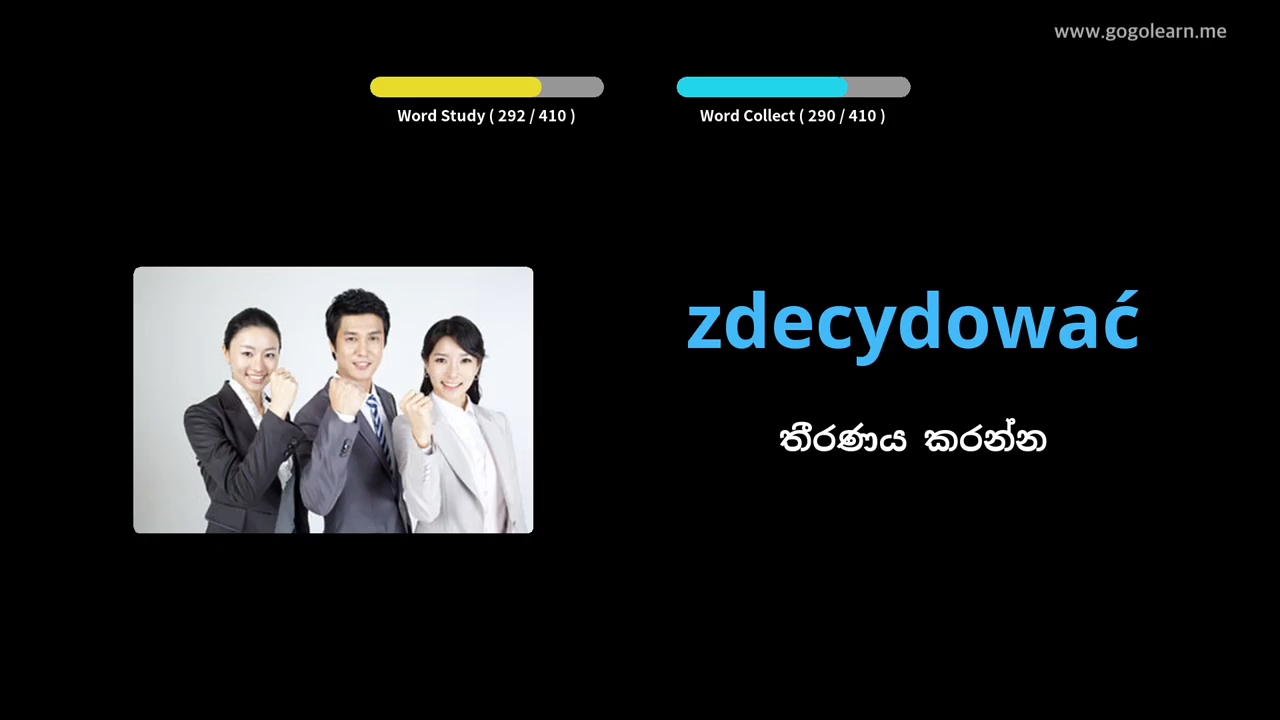 www.gogolearn.me
Word Study ( 292 / 410 )
Word Collect ( 290 / 410 )
zdecydować
තීරණය කරන්න